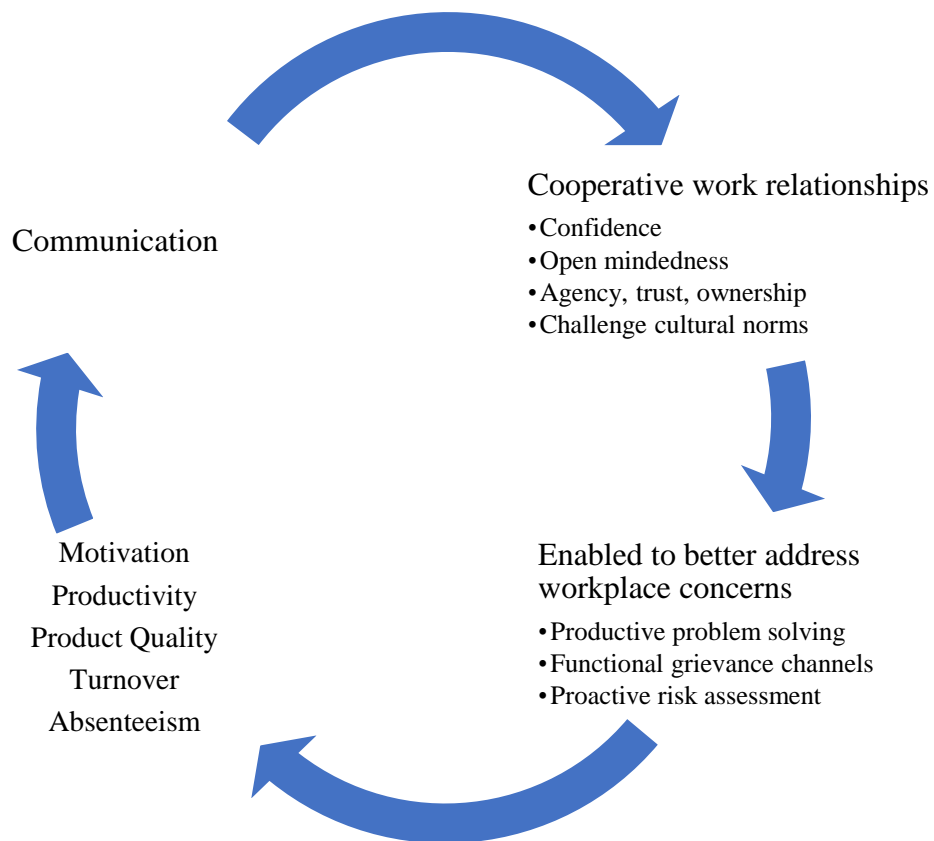 Communication
Cooperative work relationships
•Confidence
•Open mindedness
•Agency, trust, ownership
•Challenge cultural norms
Enabled to better address
workplace concerns
•Productive problem solving
•Functional grievance channels
•Proactive risk assessment
Motivation
Productivity
Product Quality
Turnover
Absenteeism